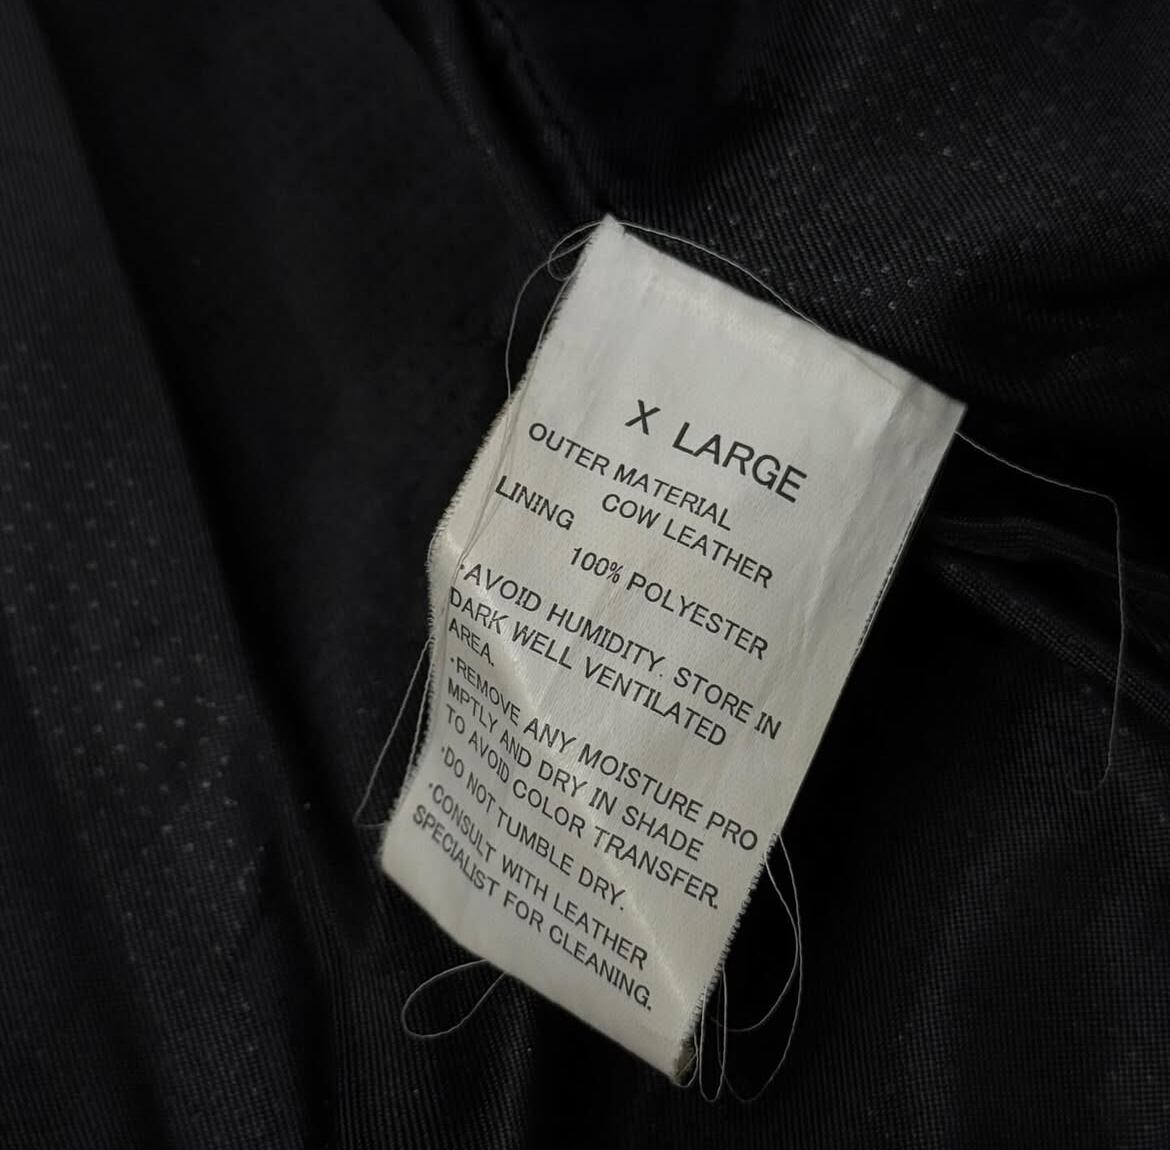 X LARGE
OUTER MATERIAL
COW LEATHER
LINING
100% POLYESTER
·AVOID HUMIDITY. STORE IN
DARK WELL VENTILATED
AREA.
·REMOVE ANY MOISTURE PRO
MPTLY AND DRY IN SHADE
TO AVOID COLOR TRANSFER.
·DO NOT TUMBLE DRY.
·CONSULT WITH LEATHER
SPECIALIST FOR CLEANING.